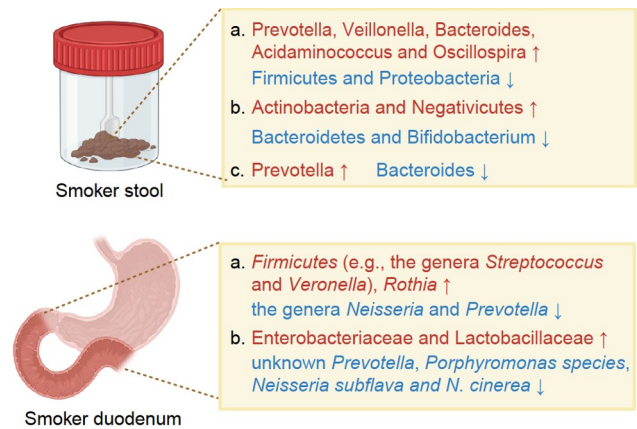 a. Prevotella, Veillonella, Bacteroides,
Acidaminococcus and Oscillospira ↑
Firmicutes and Proteobacteria ↓
b. Actinobacteria and Negativicutes ↑
Bacteroidetes and Bifidobacterium ↓
c. Prevotella ↑ Bacteroides ↓
Smoker stool
a. Firmicutes (e.g., the genera Streptococcus
and Veronella), Rothia ↑
the genera Neisseria and Prevotella ↓
b. Enterobacteriaceae and Lactobacillaceae ↑
unknown Prevotella, Porphyromonas species,
Neisseria subflava and N. cinerea ↓
Smoker duodenum